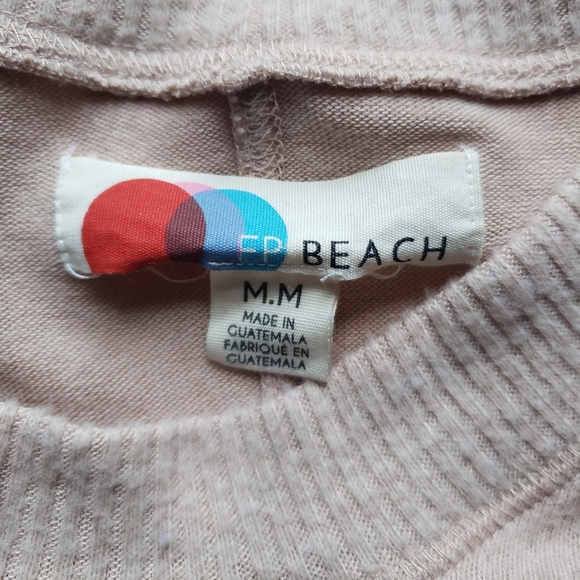 FP BEACH
M.M
MADE IN
GUATEMALA
FABRIQUÉ EN
GUATEMALA